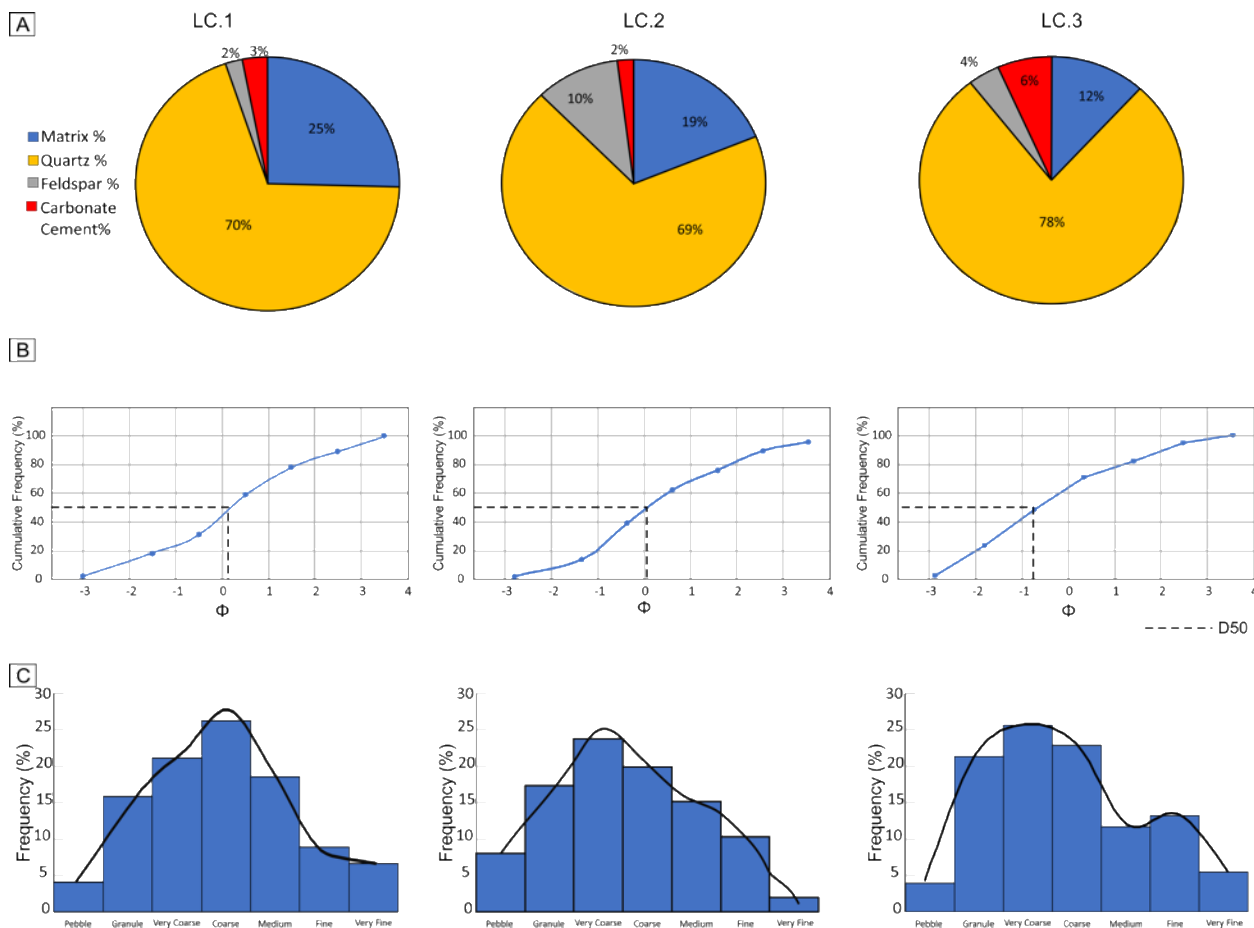 A
LC.1
LC.2
LC.3
Matrix %
Quartz %
Feldspar %
Carbonate
Cement%
2%
3%
25%
70%
2%
10%
19%
69%
4%
6%
12%
78%
B
Cumulative Frequency (%)
100
80
60
40
20
0
-3 -2 -1 0 1 2 3 4
Φ
Cumulative Frequency (%)
100
80
60
40
20
0
-3 -2 -1 0 1 2 3 4
Φ
Cumulative Frequency (%)
100
80
60
40
20
0
-3 -2 -1 0 1 2 3 4
Φ
D50
C
Frequency (%)
30
25
20
15
10
5
0
Pebble Granule Very Coarse Coarse Medium Fine Very Fine
Frequency (%)
30
25
20
15
10
5
0
Pebble Granule Very Coarse Coarse Medium Fine Very Fine
Frequency (%)
30
25
20
15
10
5
0
Pebble Granule Very Coarse Coarse Medium Fine Very Fine